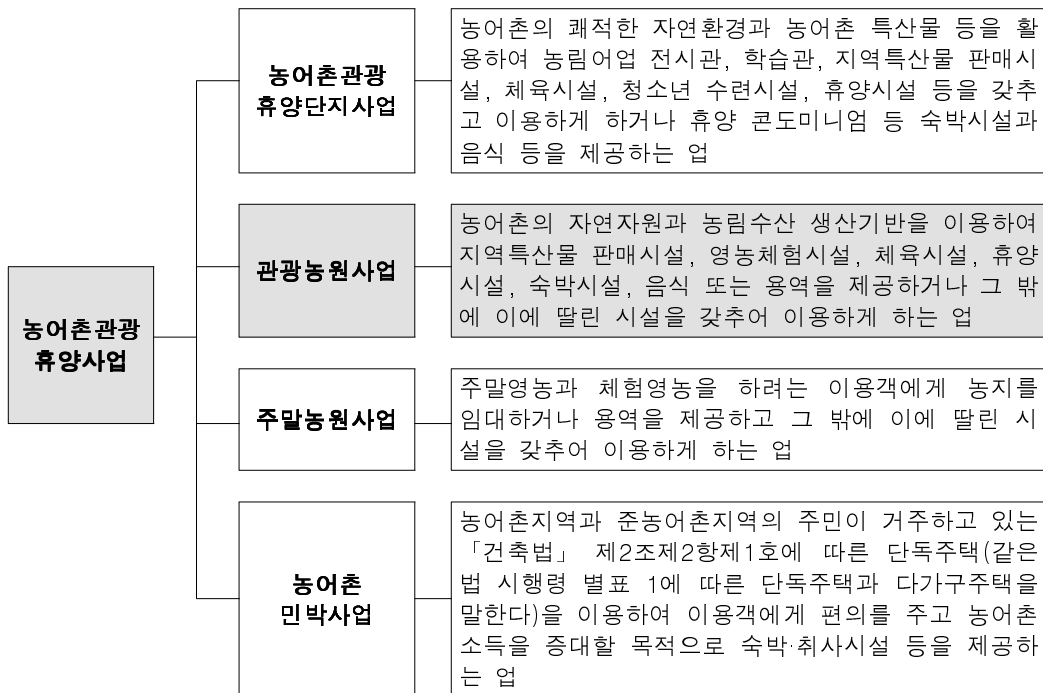 농어촌관광
휴양사업
농어촌관광
휴양단지사업
농어촌의 쾌적한 자연환경과 농어촌 특산물 등을 활
용하여 농림어업 전시관, 학습관, 지역특산물 판매시
설, 체육시설, 청소년 수련시설, 휴양시설 등을 갖추
고 이용하게 하거나 휴양 콘도미니엄 등 숙박시설과
음식 등을 제공하는 업
관광농원사업
농어촌의 자연자원과 농림수산 생산기반을 이용하여
지역특산물 판매시설, 영농체험시설, 체육시설, 휴양
시설, 숙박시설, 음식 또는 용역을 제공하거나 그 밖
에 이에 딸린 시설을 갖추어 이용하게 하는 업
주말농원사업
주말영농과 체험영농을 하려는 이용객에게 농지를
임대하거나 용역을 제공하고 그 밖에 이에 딸린 시
설을 갖추어 이용하게 하는 업
농어촌
민박사업
농어촌지역과 준농어촌지역의 주민이 거주하고 있는
「건축법」 제2조제2항제1호에 따른 단독주택(같은
법 시행령 별표 1에 따른 단독주택과 다가구주택을
말한다)을 이용하여 이용객에게 편의를 주고 농어촌
소득을 증대할 목적으로 숙박·취사시설 등을 제공하
는 업